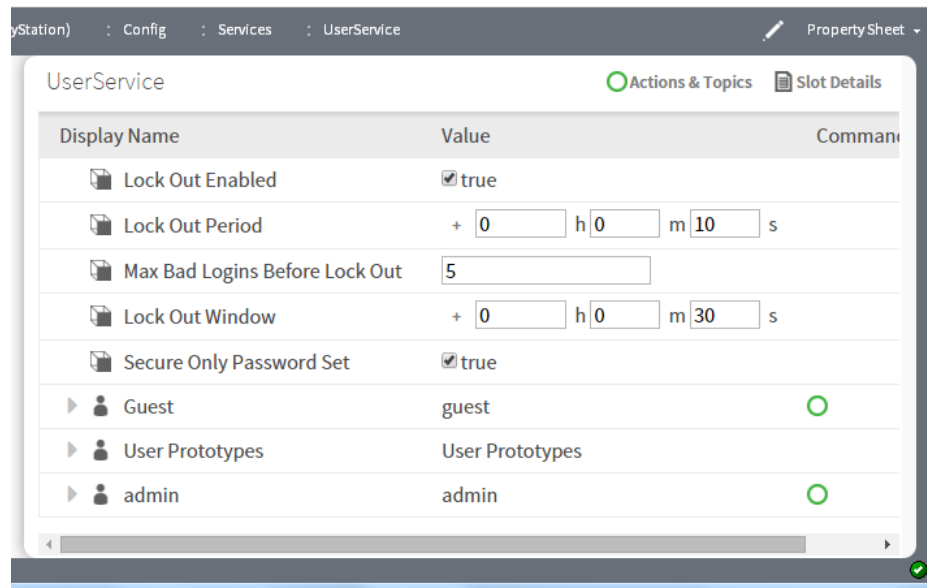 yStation) : Config : Services : UserService Property Sheet
UserService Actions & Topics Slot Details
Display Name Value Comman
Lock Out Enabled true
Lock Out Period + 0 h 0 m 10 s
Max Bad Logins Before Lock Out 5
Lock Out Window + 0 h 0 m 30 s
Secure Only Password Set true
Guest guest
User Prototypes User Prototypes
admin admin